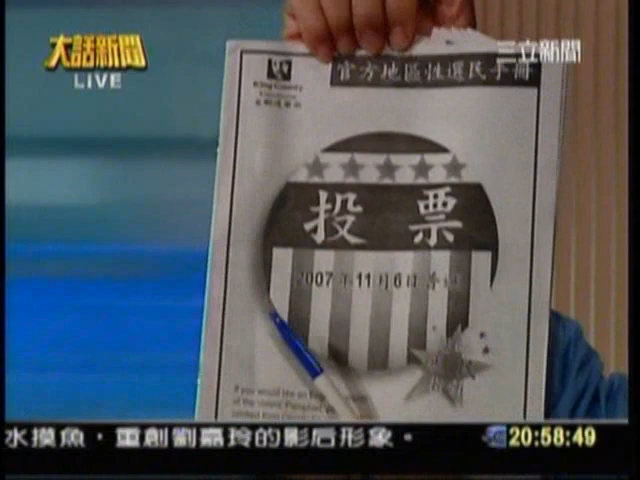 大話新聞
LIVE
三立新聞
King County
官方地區性選民手冊
投票
2007年11月6日
水摸魚，重創劉嘉玲的影后形象。
20:58:49